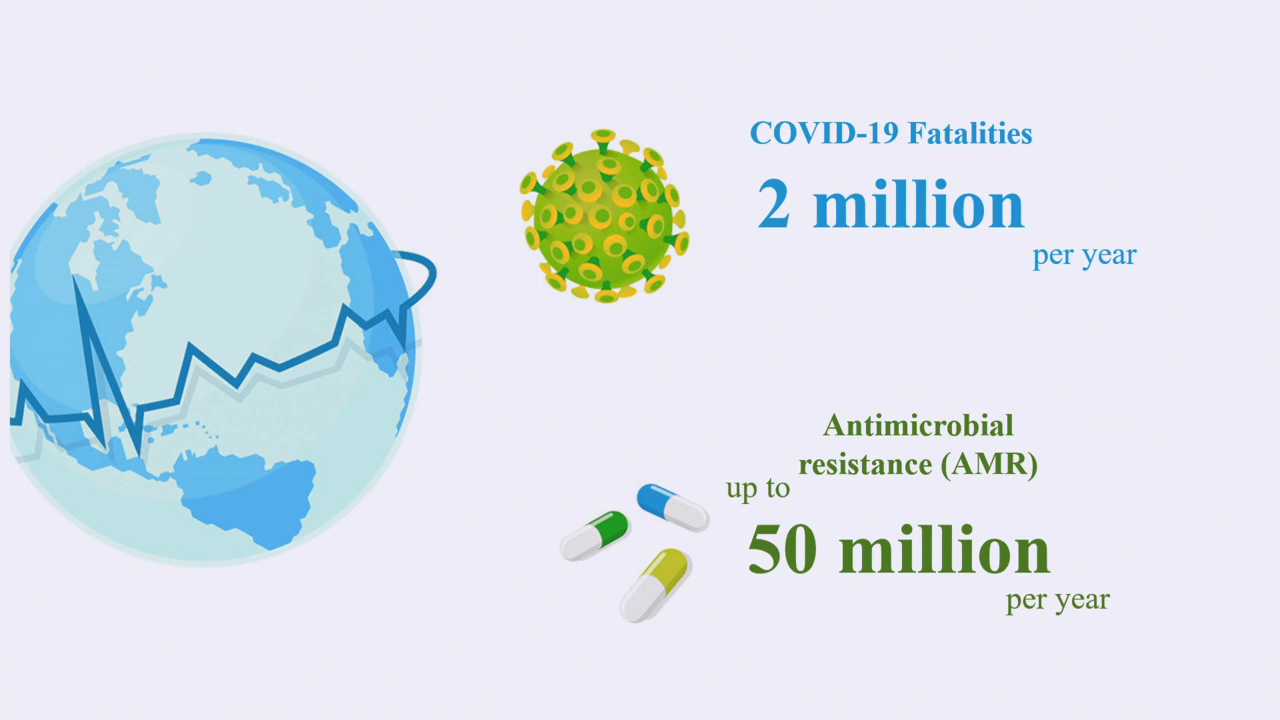 COVID-19 Fatalities
2 million
per year
Antimicrobial
resistance (AMR)
up to
50 million
per year